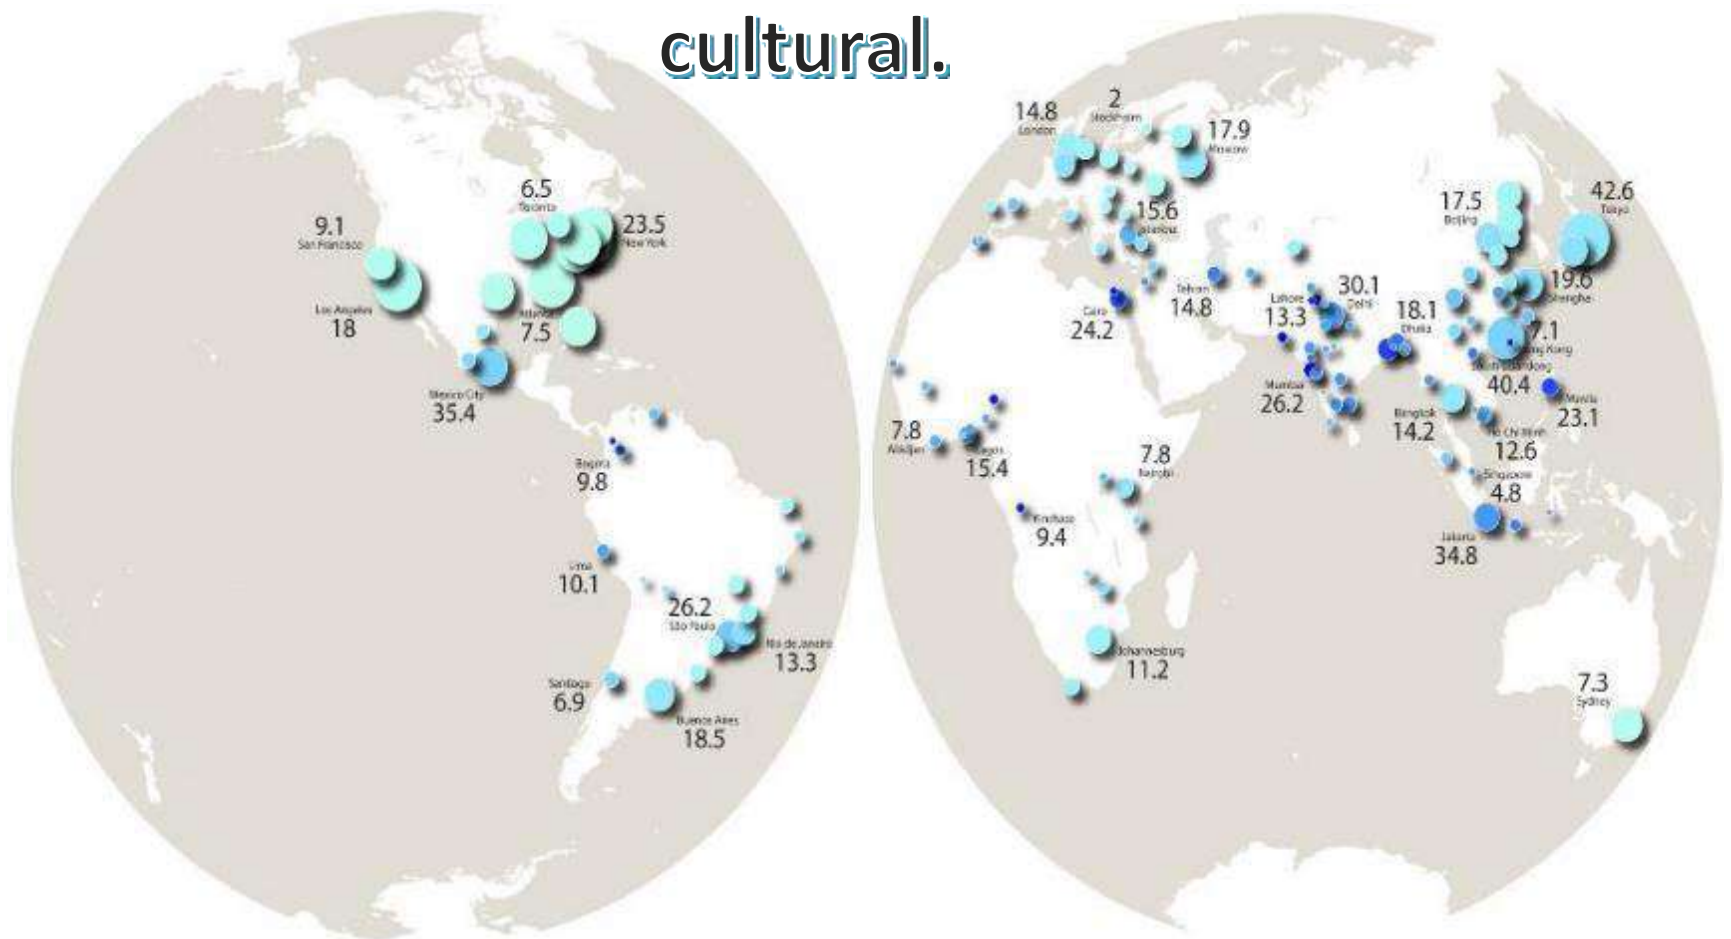 cultural.
14.8
London
2
Stockholm
17.9
Moscow
6.5
Toronto
9.1
San Francisco
23.5
New York
15.6
Istanbul
17.5
Beijing
42.6
Tokyo
Los Angeles
18
Atlanta
7.5
Cairo
24.2
Tehran
14.8
Lahore
13.3
30.1
Delhi
18.1
Dhaka
19.6
Shanghai
7.1
Hong Kong
South Guangdong
40.4
Mexico City
35.4
Mumbai
26.2
Bangkok
14.2
Manila
23.1
Ho Chi Minh
12.6
7.8
Abidjan
Lagos
15.4
7.8
Nairobi
Bogota
9.8
Singapore
4.8
Kinshasa
9.4
Jakarta
34.8
Lima
10.1
26.2
São Paulo
Rio de Janeiro
13.3
Johannesburg
11.2
Santiago
6.9
Buenos Aires
18.5
7.3
Sydney